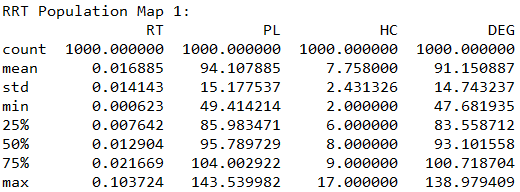 RRT Population Map 1:
RT PL HC DEG
count 1000.000000 1000.000000 1000.000000 1000.000000
mean 0.016885 94.107885 7.758000 91.150887
std 0.014143 15.177537 2.431326 14.743237
min 0.000623 49.414214 2.000000 47.681935
25% 0.007642 85.983471 6.000000 83.558712
50% 0.012904 95.789729 8.000000 93.101558
75% 0.021669 104.002922 9.000000 100.718704
max 0.103724 143.539982 17.000000 138.979409